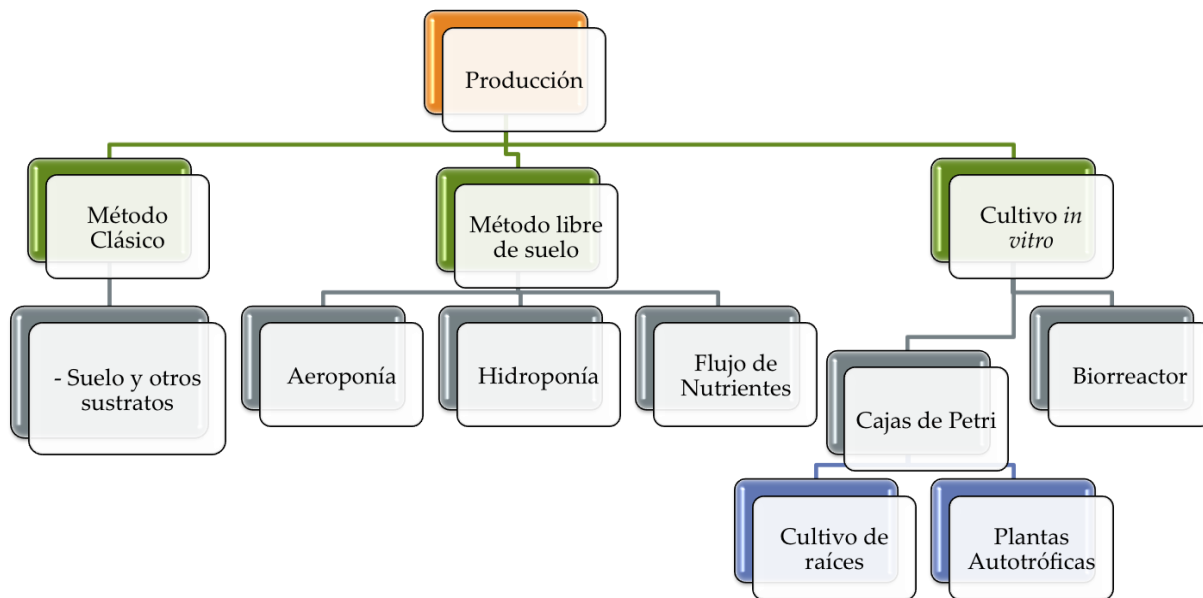 Producción
Método
Clásico
Método libre
de suelo
Cultivo in
vitro
- Suelo y otros
sustratos
Aeroponía
Hidroponía
Flujo de
Nutrientes
Cajas de Petri
Biorreactor
Cultivo de
raíces
Plantas
Autotróficas